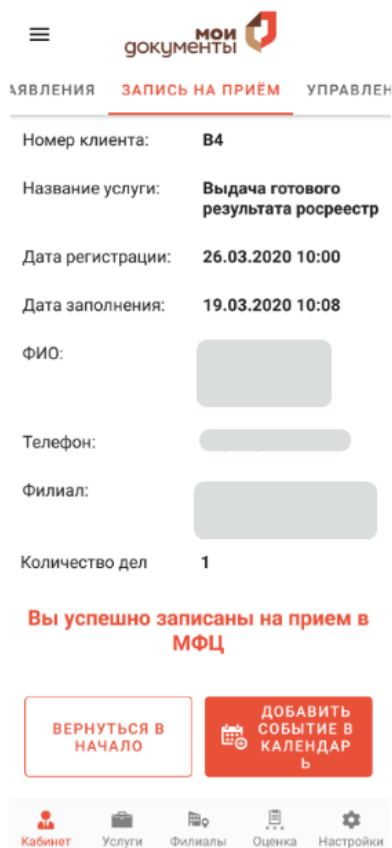 мои
документы
АЯВЛЕНИЯ ЗАПИСЬ НА ПРИЁМ УПРАВЛЕН
Номер клиента: B4
Название услуги: Выдача готового
результата росреестр
Дата регистрации: 26.03.2020 10:00
Дата заполнения: 19.03.2020 10:08
ФИО:
Телефон:
Филиал:
Количество дел 1
Вы успешно записаны на прием в
МФЦ
ВЕРНУТЬСЯ В
НАЧАЛО
ДОБАВИТЬ
СОБЫТИЕ В
КАЛЕНДАР
Ь
Кабинет Услуги Филиалы Оценка Настройки